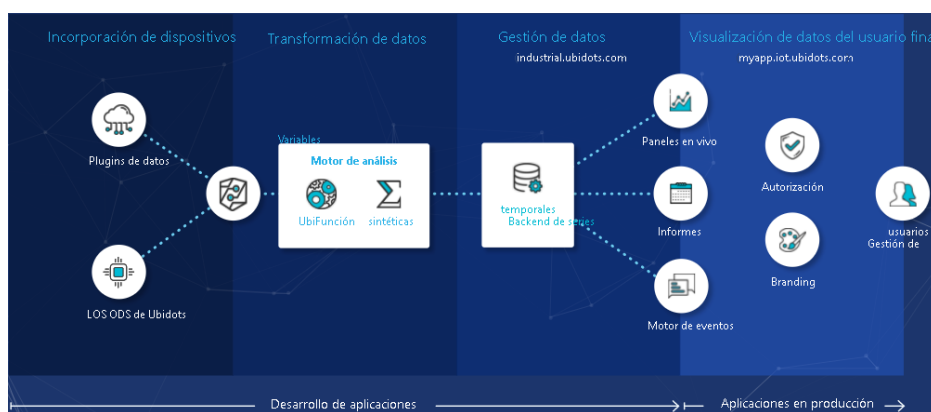 Incorporación de dispositivos
Transformación de datos
Gestión de datos
industrial.ubidots.com
Visualización de datos del usuario fina
myapp.iot.ubidots.com
Plugins de datos
LOS ODS de Ubidots
Variables
Motor de análisis
UbiFunción
sintéticas
temporales
Backend de series
Paneles en vivo
Informes
Motor de eventos
Autorización
Branding
usuarios
Gestión de
Desarrollo de aplicaciones
Aplicaciones en producción